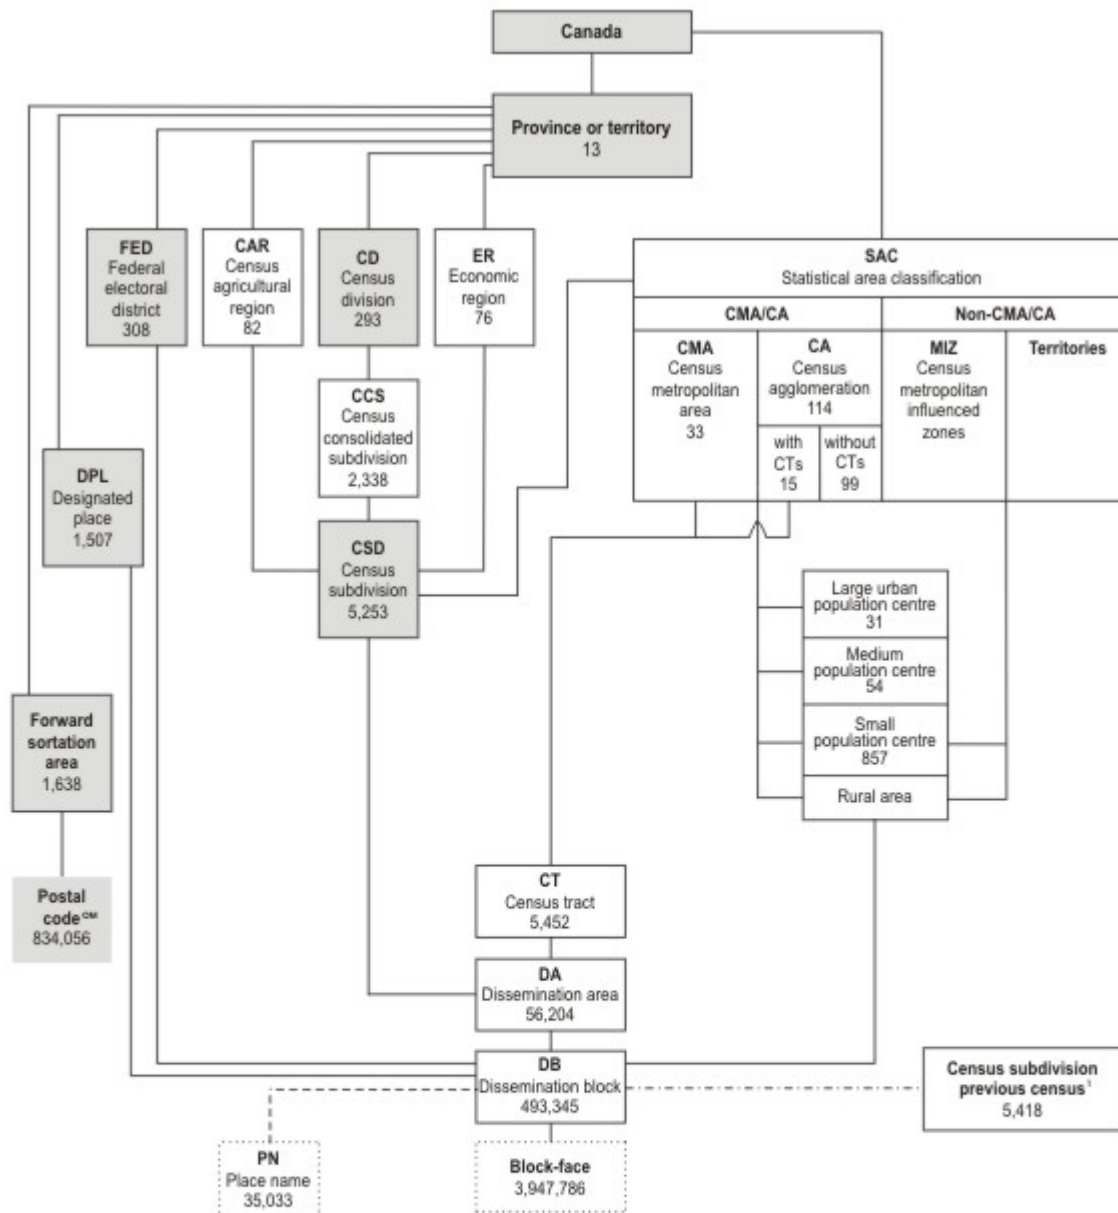 Canada
Province or territory
13
FED
Federal
electoral
district
308
CAR
Census
agricultural
region
82
CD
Census
division
293
ER
Economic
region
76
SAC
Statistical area classification
CMA/CA
Non-CMA/CA
CMA
Census
metropolitan
area
33
CA
Census
agglomeration
114
with
CTs
15
without
CTs
99
MIZ
Census
metropolitan
influenced
zones
Territories
CCS
Census
consolidated
subdivision
2,338
DPL
Designated
place
1,507
CSD
Census
subdivision
5,253
Large urban
population centre
31
Medium
population centre
54
Small
population centre
857
Rural area
Forward
sortation
area
1,638
Postal
code OM
834,056
CT
Census tract
5,452
DA
Dissemination area
56,204
DB
Dissemination block
493,345
Census subdivision
previous census
5,418
PN
Place name
35,033
Block-face
3,947,786